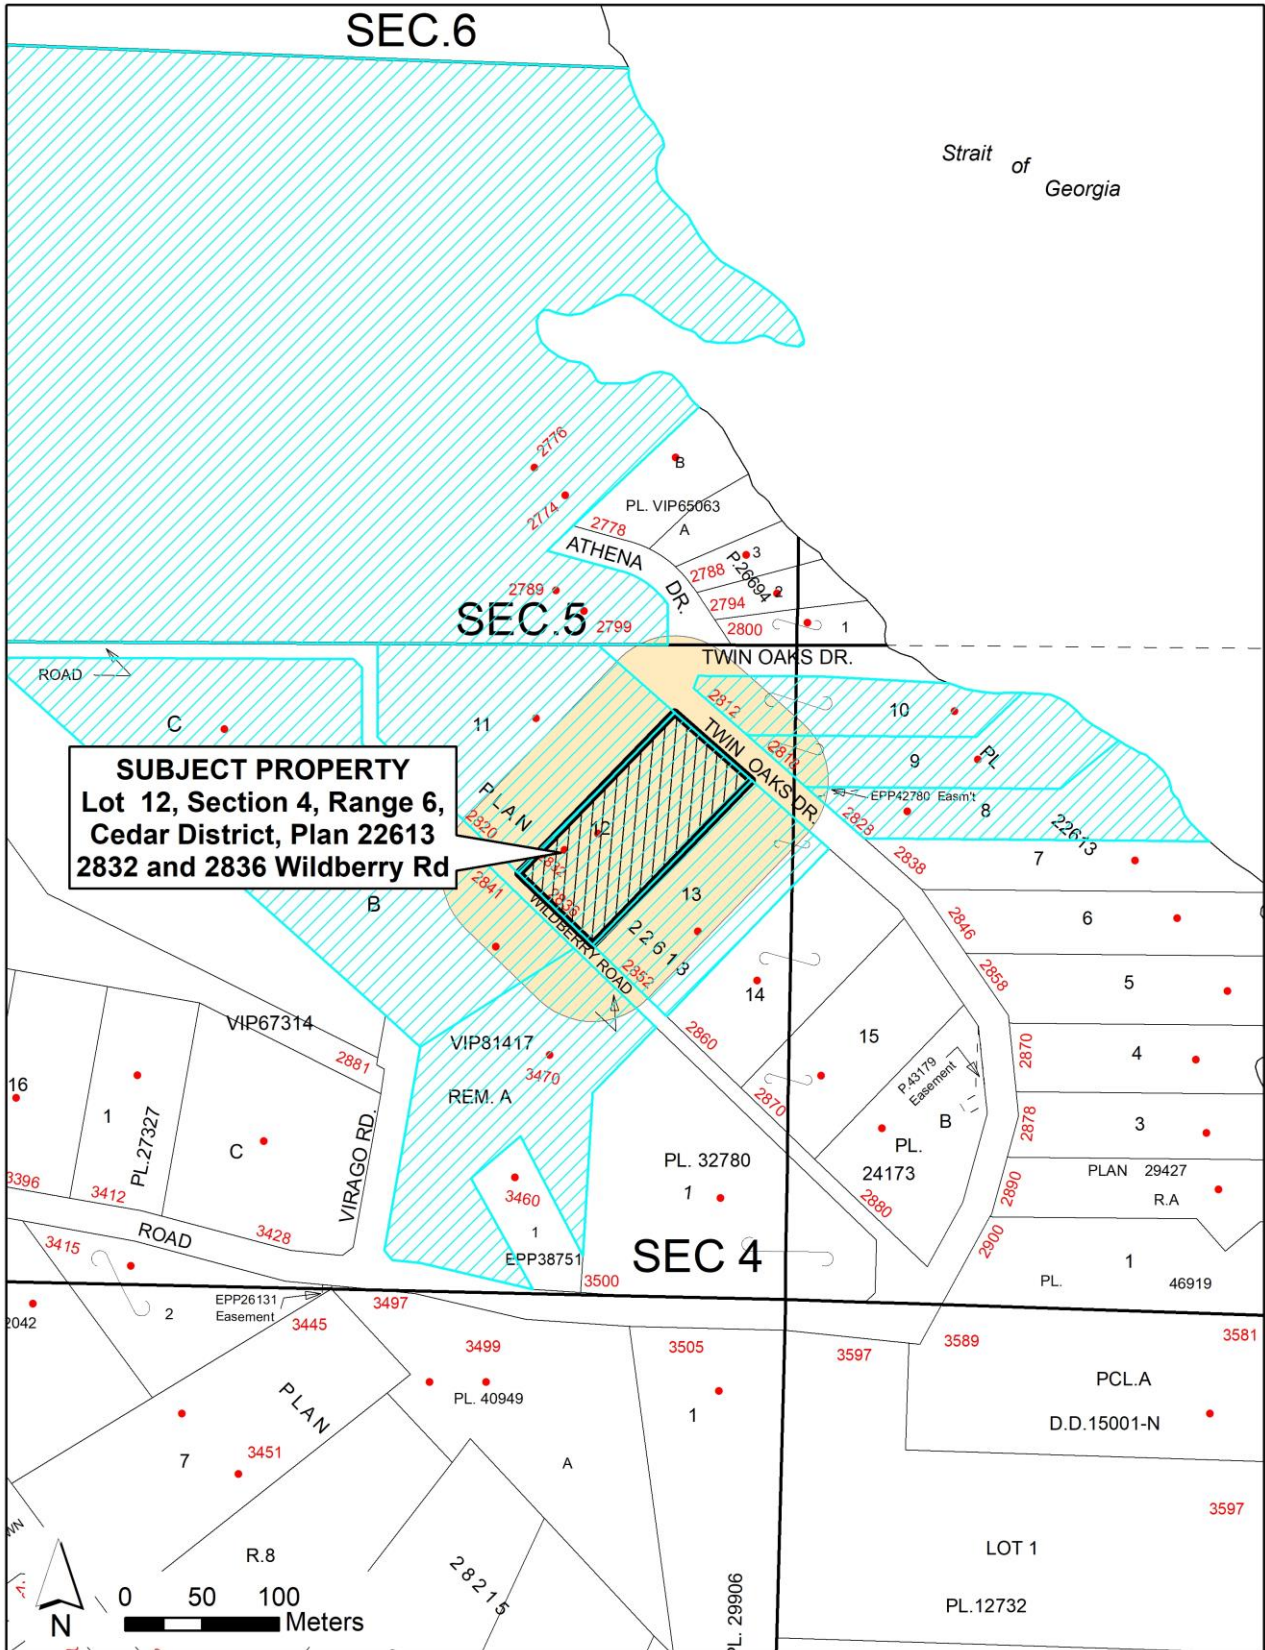 SEC.6
Strait of
Georgia
2776
B
2774
PL. VIP65063
2778
A
ATHENA
3
P.26694
2788
2
2789
DR.
2794
SEC.5
2799
2800
1
TWIN OAKS DR.
ROAD
2812
10
C
11
TWIN OAKS DR.
2818
9
PL
SUBJECT PROPERTY
Lot 12, Section 4, Range 6,
Cedar District, Plan 22613
2832 and 2836 Wildberry Rd
PLAN
EPP42780 Easm't
8
22613
2820
12
2828
2838
7
2832
2841
2836
13
B
WILDBERRY ROAD
22613
2846
6
2852
2858
5
14
VIP67314
2860
15
2870
VIP81417
2881
3470
4
16
P.43179
Easement
REM. A
2870
2878
1
PL.27327
B
3
C
VIRAGO RD.
PL. 32780
PL.
24173
PLAN 29427
3396
3412
3460
1
2880
2890
R.A
ROAD
3428
1
3415
EPP38751
SEC 4
2900
1
3500
PL. 46919
EPP26131
Easement
3497
2042
2
3445
3499
3505
3597
3589
3581
PLAN
PL. 40949
1
PCL.A
D.D.15001-N
7
3451
A
3597
WN
R.8
28215
LOT 1
0 50 100
Meters
N
PL. 29906
PL.12732